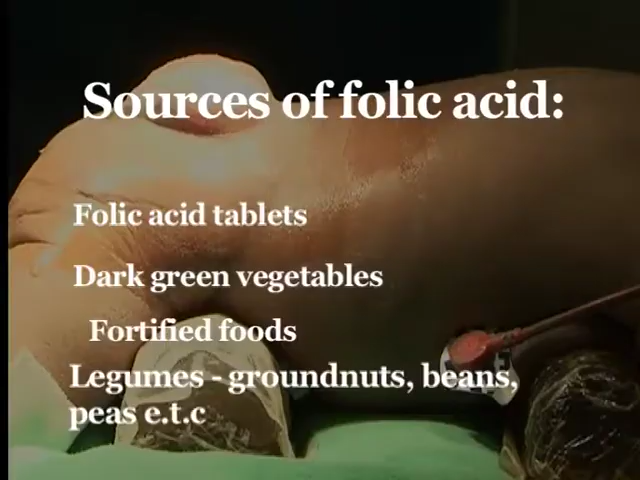 Sources of folic acid:
Folic acid tablets
Dark green vegetables
Fortified foods
Legumes - groundnuts, beans,
peas e.t.c